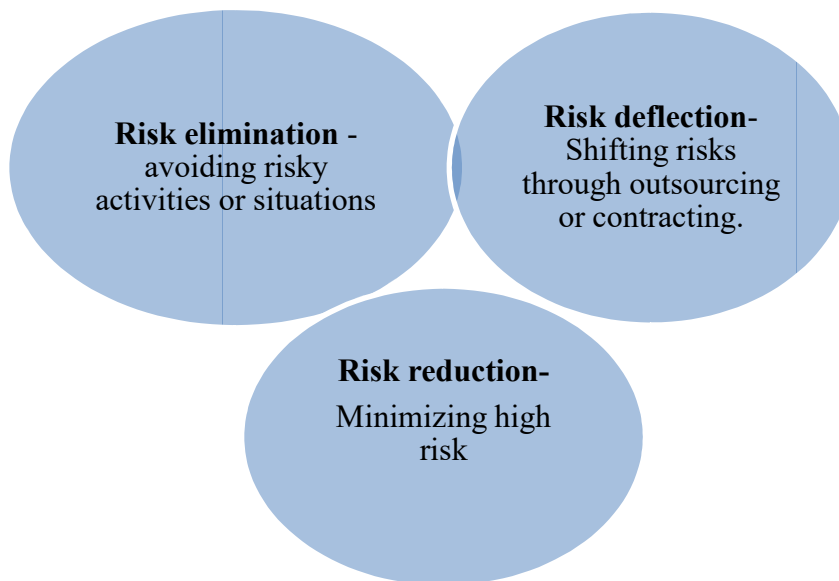 Risk elimination -
avoiding risky
activities or situations
Risk deflection-
Shifting risks
through outsourcing
or contracting.
Risk reduction-
Minimizing high
risk